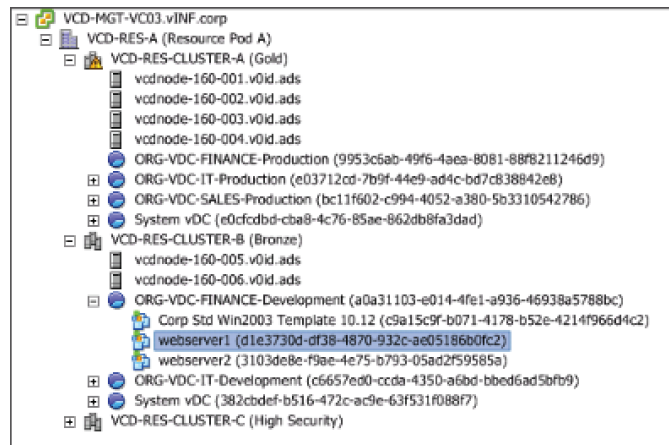 VCD-MGT-VC03.vINF.corp
VCD-RES-A (Resource Pod A)
VCD-RES-CLUSTER-A (Gold)
vcdnode-160-001.v0id.ads
vcdnode-160-002.v0id.ads
vcdnode-160-003.v0id.ads
vcdnode-160-004.v0id.ads
ORG-VDC-FINANCE-Production (9953c6ab-49f6-4aea-8081-88f8211246d9)
ORG-VDC-IT-Production (e03712cd-7b9f-44e9-ad4c-bd7c838842e8)
ORG-VDC-SALES-Production (bc11f602-c994-4052-a380-5b3310542786)
System vDC (e0cfcdbd-cba8-4c76-85ae-862db8fa3dad)
VCD-RES-CLUSTER-B (Bronze)
vcdnode-160-005.v0id.ads
vcdnode-160-006.v0id.ads
ORG-VDC-FINANCE-Development (a0a31103-e014-4fe1-a936-46938a5788bc)
Corp Std Win2003 Template 10.12 (c9a15c9f-b071-4178-b52e-4214f966d4c2)
webserver1 (d1e3730d-df38-4870-932c-ae05186b0fc2)
webserver2 (3103de8e-f9ae-4e75-b793-05ad2f59585a)
ORG-VDC-IT-Development (c6657ed0-ccda-4350-a6bd-bbed6ad5bfb9)
System vDC (382cbdef-b516-472c-ac9e-63f531f088f7)
VCD-RES-CLUSTER-C (High Security)